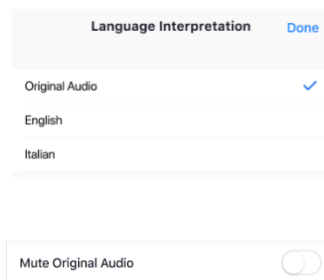 Language Interpretation Done
Original Audio
English
Italian
Mute Original Audio